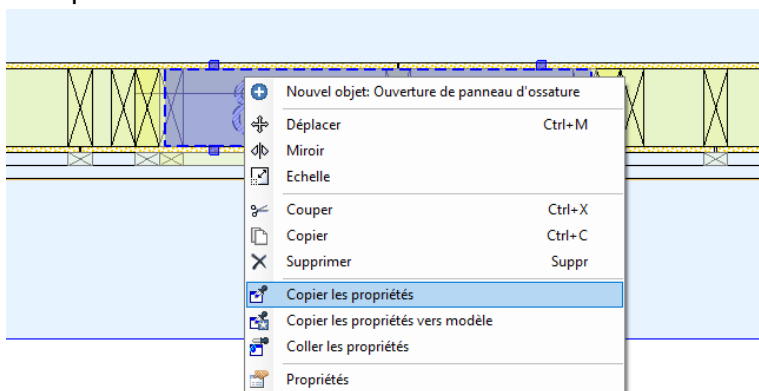 Nouvel objet: Ouverture de panneau d'ossature
Déplacer Ctrl+M
Miroir
Echelle
Couper Ctrl+X
Copier Ctrl+C
Supprimer Suppr
Copier les propriétés
Copier les propriétés vers modèle
Coller les propriétés
Propriétés